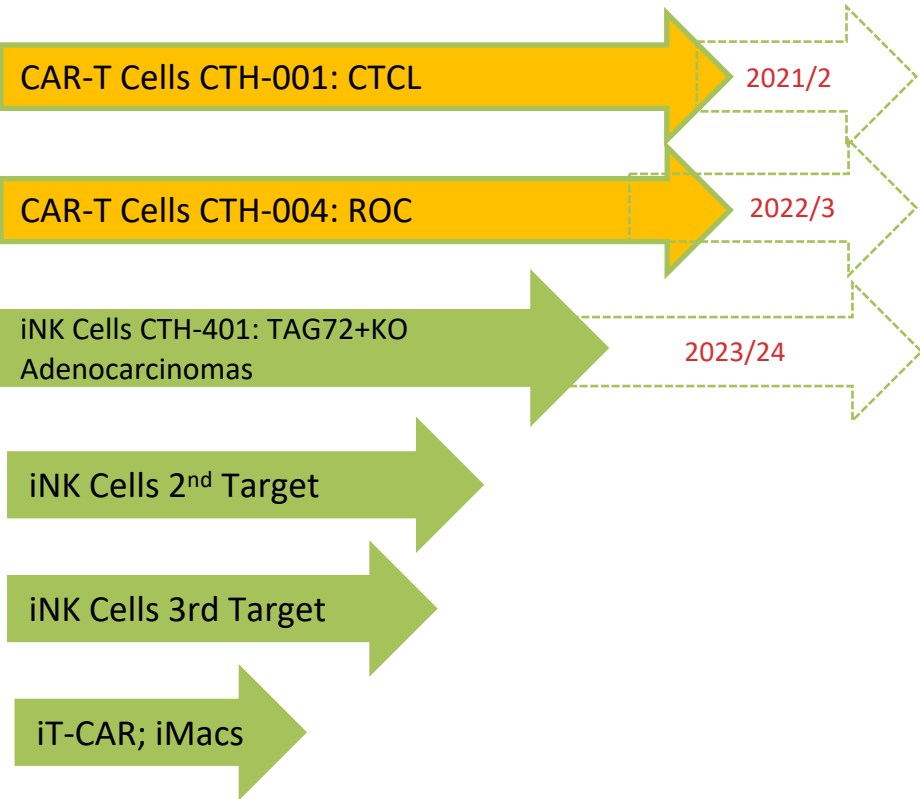 CAR-T Cells CTH-001: CTCL
2021/2
CAR-T Cells CTH-004: ROC
2022/3
iNK Cells CTH-401: TAG72+KO
Adenocarcinomas
2023/24
iNK Cells 2nd Target
iNK Cells 3rd Target
iT-CAR; iMacs